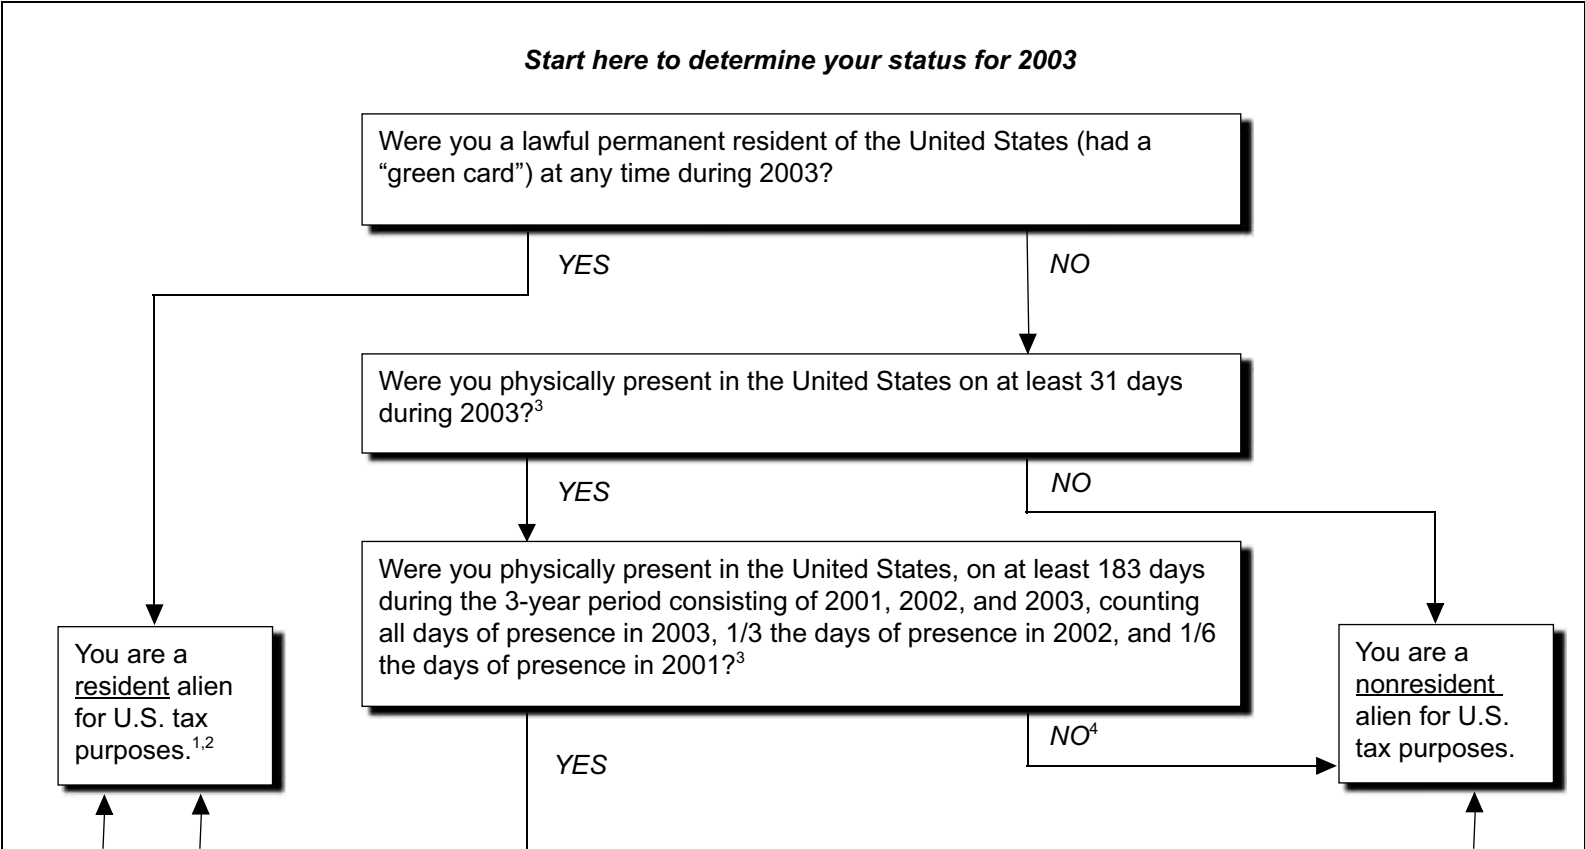 Start here to determine your status for 2003
Were you a lawful permanent resident of the United States (had a
“green card”) at any time during 2003?
YES
NO
Were you physically present in the United States on at least 31 days
during 2003?3
YES
NO
Were you physically present in the United States, on at least 183 days
during the 3-year period consisting of 2001, 2002, and 2003, counting
all days of presence in 2003, 1/3 the days of presence in 2002, and 1/6
the days of presence in 2001?3
You are a
resident alien
for U.S. tax
purposes.1,2
You are a
nonresident
alien for U.S.
tax purposes.
YES
NO4